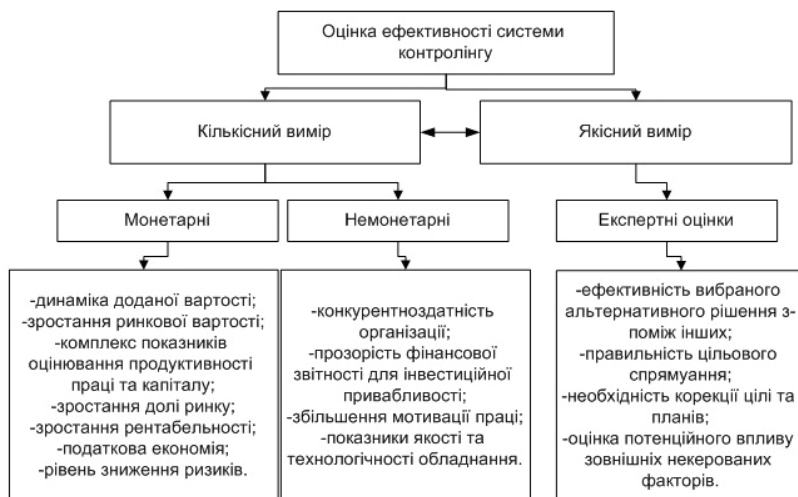 Оцінка ефективності системи
контролінгу
Кількісний вимір
Якісний вимір
Монетарні
Немонетарні
Експертні оцінки
-динаміка доданої вартості;
-зростання ринкової вартості;
-комплекс показників
оцінювання продуктивності
праці та капіталу;
-зростання долі ринку;
-зростання рентабельності;
-податкова економія;
-рівень зниження ризиків.
-конкурентноздатність
організації;
-прозорість фінансової
звітності для інвестиційної
привабливості;
-збільшення мотивації праці;
-показники якості та
технологічності обладнання.
-ефективність вибраного
альтернативного рішення з-
поміж інших;
-правильність цільового
спрямуання;
-необхідність корекції цілі та
планів;
-оцінка потенційного впливу
зовнішніх некерованих
факторів.